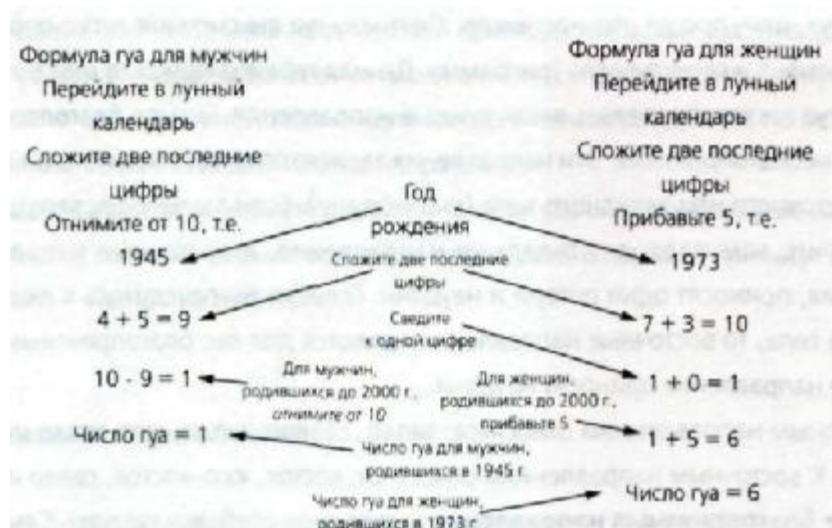 Формула гуа для мужчин
Перейдите в лунный
календарь
Сложите две последние
цифры
Отнимите от 10, т.е.
1945
4 + 5 = 9
10 - 9 = 1
Число гуа = 1
Год
рождения
Сложите две последние
цифры
Сведите
к одной цифре
Для мужчин,
родившихся до 2000 г.,
отнимите от 10
Для женщин,
родившихся до 2000 г.,
прибавьте 5
Число гуа для мужчин,
родившихся в 1945 г.
Число гуа для женщин,
родившихся в 1973 г.
Формула гуа для женщин
Перейдите в лунный
календарь
Сложите две последние
цифры
Прибавьте 5, т.е.
1973
7 + 3 = 10
1 + 0 = 1
1 + 5 = 6
Число гуа = 6